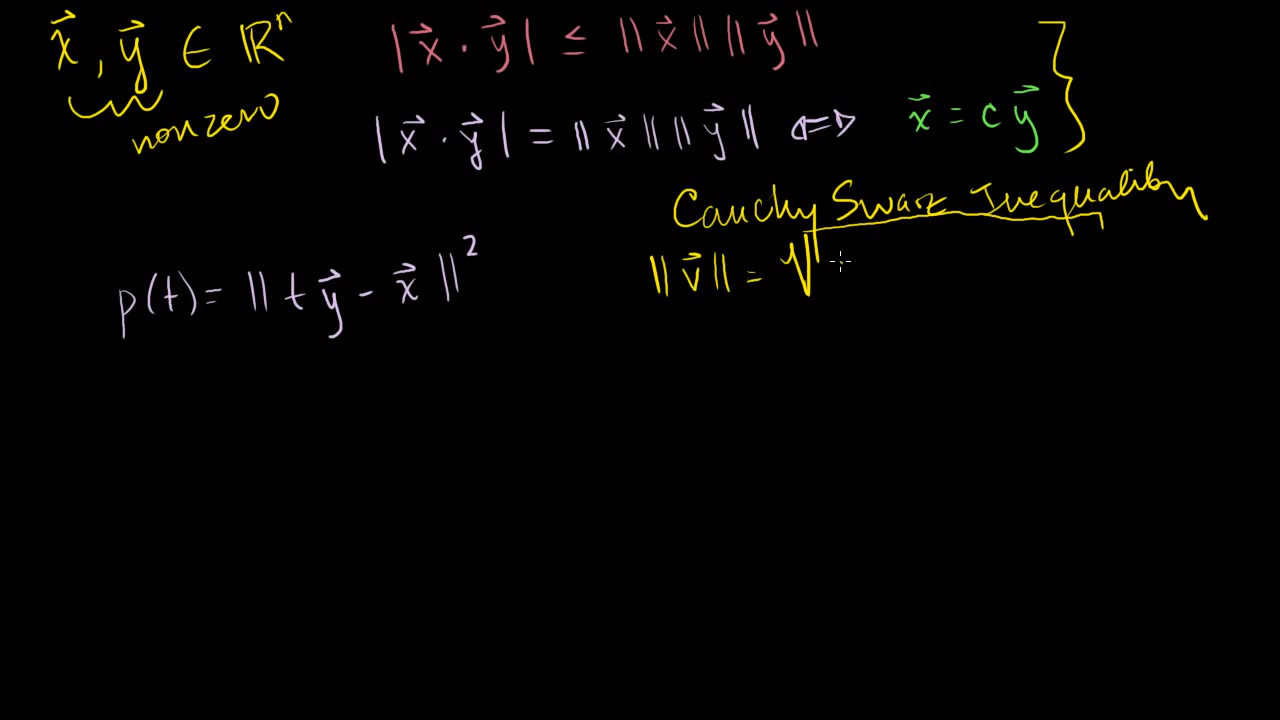 x⃗, y⃗ ∈ ℝⁿ
nonzero
|x⃗ · y⃗| ≤ ‖x⃗‖ ‖y⃗‖
|x⃗ · y⃗| = ‖x⃗‖ ‖y⃗‖ ⇔ x⃗ = c y⃗
Cauchy Swarz Inequality
p(t) = ‖t y⃗ − x⃗‖²
‖v⃗‖ = √